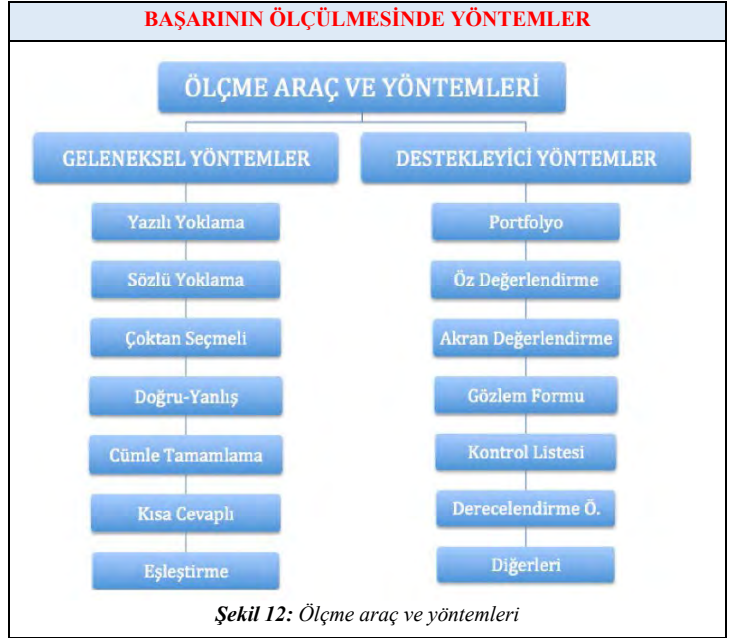 BAŞARININ ÖLÇÜLMESİNDE YÖNTEMLER
ÖLÇME ARAÇ VE YÖNTEMLERİ
GELENEKSEL YÖNTEMLER
Yazılı Yoklama
Sözlü Yoklama
Çoktan Seçmeli
Doğru-Yanlış
Cümle Tamamlama
Kısa Cevaplı
Eşleştirme
DESTEKLEYİCİ YÖNTEMLER
Portfolyo
Öz Değerlendirme
Akran Değerlendirme
Gözlem Formu
Kontrol Listesi
Derecelendirme Ö.
Diğerleri
Şekil 12: Ölçme araç ve yöntemleri